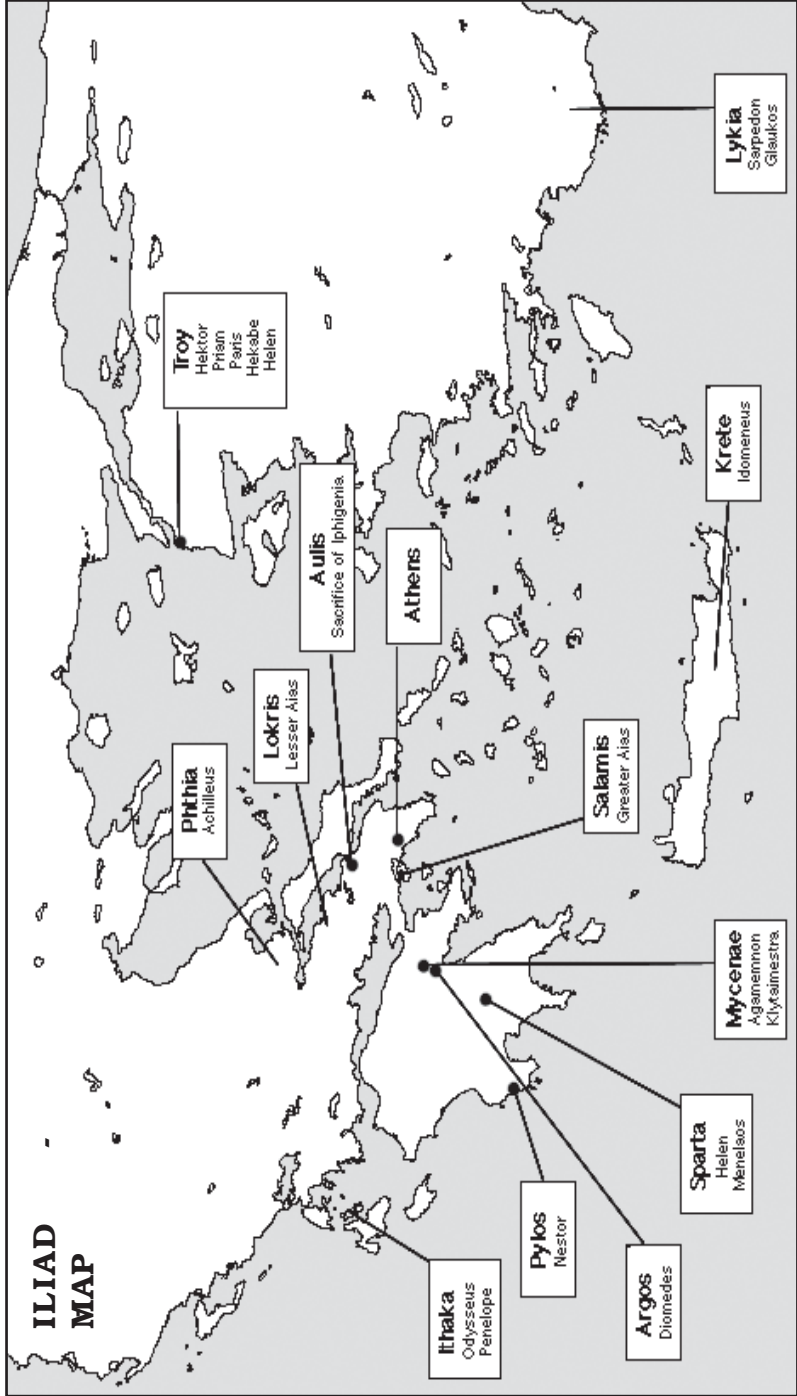 ILIAD
MAP
Troy
Hektor
Priam
Paris
Hekabe
Helen
Phthia
Achilleus
Lokris
Lesser Aias
Aulis
Sacrifice of Iphigenia
Athens
Salamis
Greater Aias
Ithaka
Odysseus
Penelope
Pylos
Nestor
Argos
Diomedes
Sparta
Helen
Menelaos
Mycenae
Agamemnon
Klytaimestra
Krete
Idomeneus
Lykia
Sarpedon
Glaukos